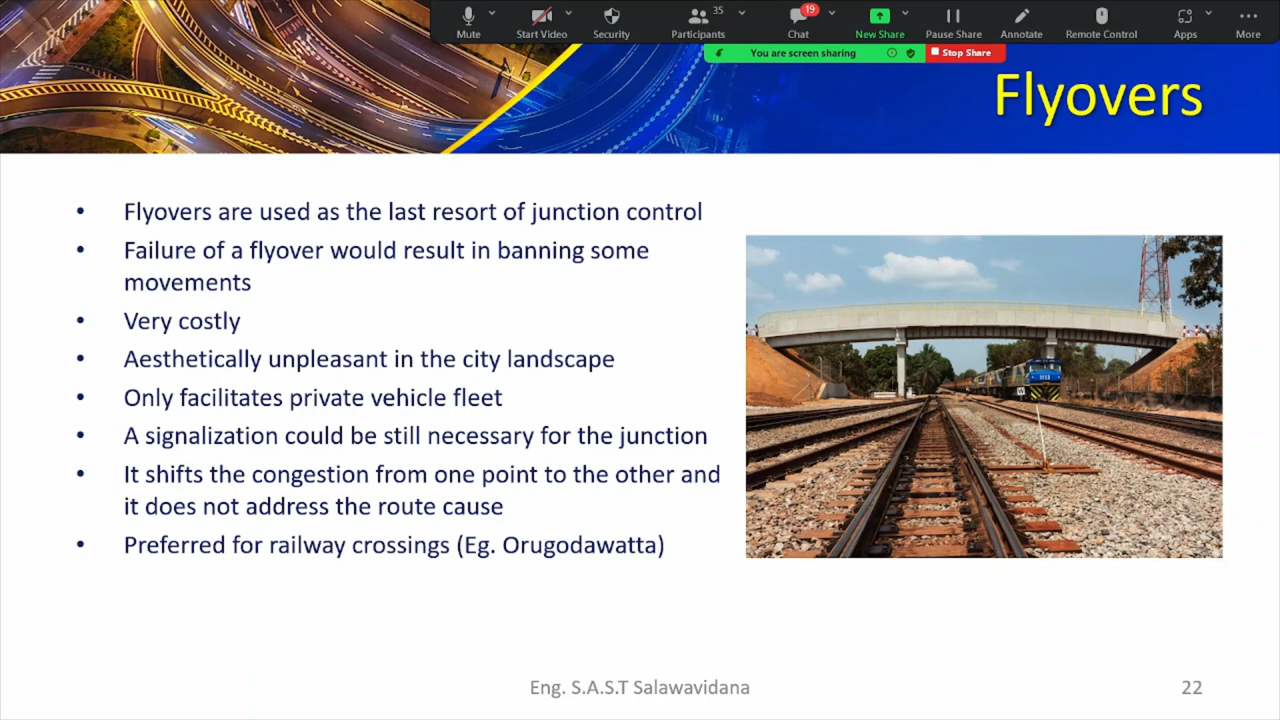 35
19
Mute
Start Video
Security
Participants
Chat
New Share
Pause Share
Annotate
Remote Control
Apps
More
You are screen sharing
Stop Share
Flyovers
• Flyovers are used as the last resort of junction control
• Failure of a flyover would result in banning some
movements
• Very costly
• Aesthetically unpleasant in the city landscape
• Only facilitates private vehicle fleet
• A signalization could be still necessary for the junction
• It shifts the congestion from one point to the other and
it does not address the route cause
• Preferred for railway crossings (Eg. Orugodawatta)
Eng. S.A.S.T Salawavidana
22